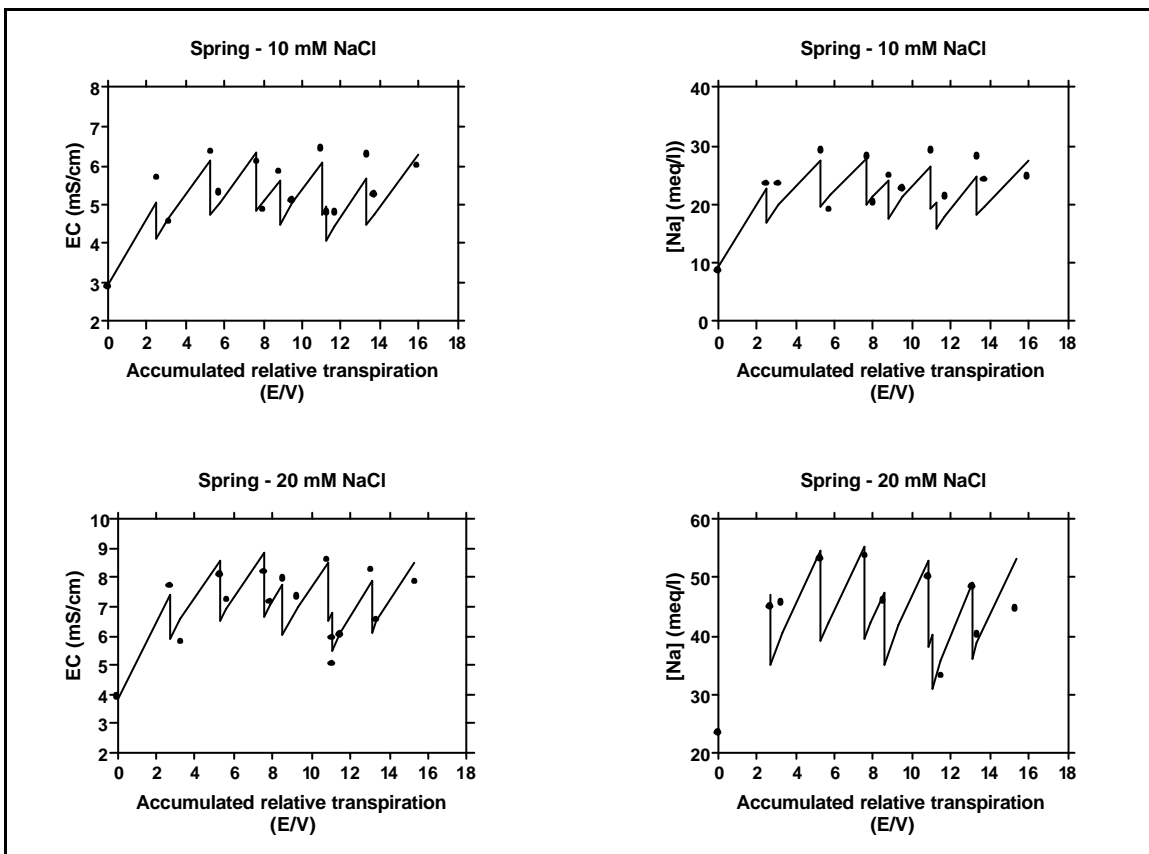 Spring - 10 mM NaCl
EC (mS/cm)
8
7
6
5
4
3
2
0 2 4 6 8 10 12 14 16 18
Accumulated relative transpiration
(E/V)
Spring - 10 mM NaCl
[Na] (meq/l))
40
30
20
10
0
0 2 4 6 8 10 12 14 16 18
Accumulated relative transpiration
(E/V)
Spring - 20 mM NaCl
EC (mS/cm)
10
9
8
7
6
5
4
3
2
0 2 4 6 8 10 12 14 16 18
Accumulated relative transpiration
(E/V)
Spring - 20 mM NaCl
[Na] (meq/l)
60
50
40
30
20
0 2 4 6 8 10 12 14 16 18
Accumulated relative transpiration
(E/V)